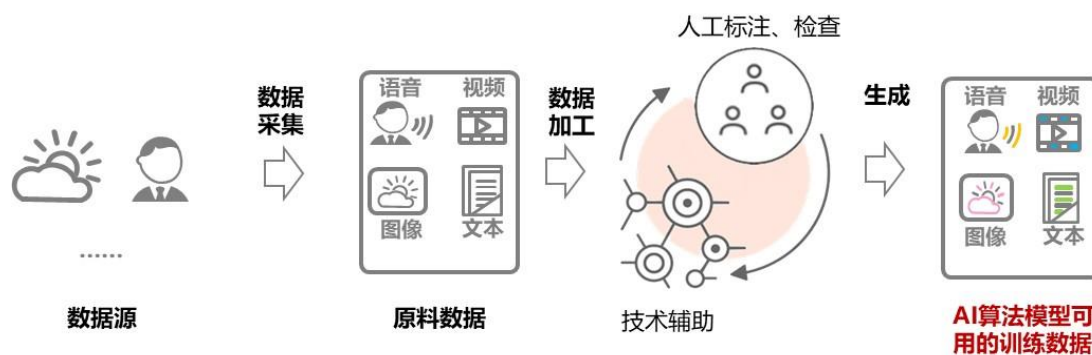 人工标注、检查
数据
采集
语音 视频
图像 文本
数据
加工
生成
语音 视频
图像 文本
......
数据源
原料数据
技术辅助
AI算法模型可
用的训练数据